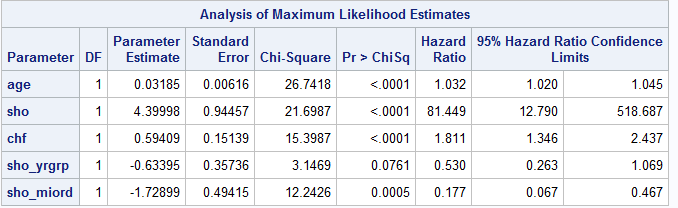 Analysis of Maximum Likelihood Estimates
Parameter DF Parameter Estimate Standard Error Chi-Square Pr > ChiSq Hazard Ratio 95% Hazard Ratio Confidence Limits
age 1 0.03185 0.00616 26.7418 <.0001 1.032 1.020 1.045
sho 1 4.39998 0.94457 21.6987 <.0001 81.449 12.790 518.687
chf 1 0.59409 0.15139 15.3987 <.0001 1.811 1.346 2.437
sho_yrgrp 1 -0.63395 0.35736 3.1469 0.0761 0.530 0.263 1.069
sho_miord 1 -1.72899 0.49415 12.2426 0.0005 0.177 0.067 0.467